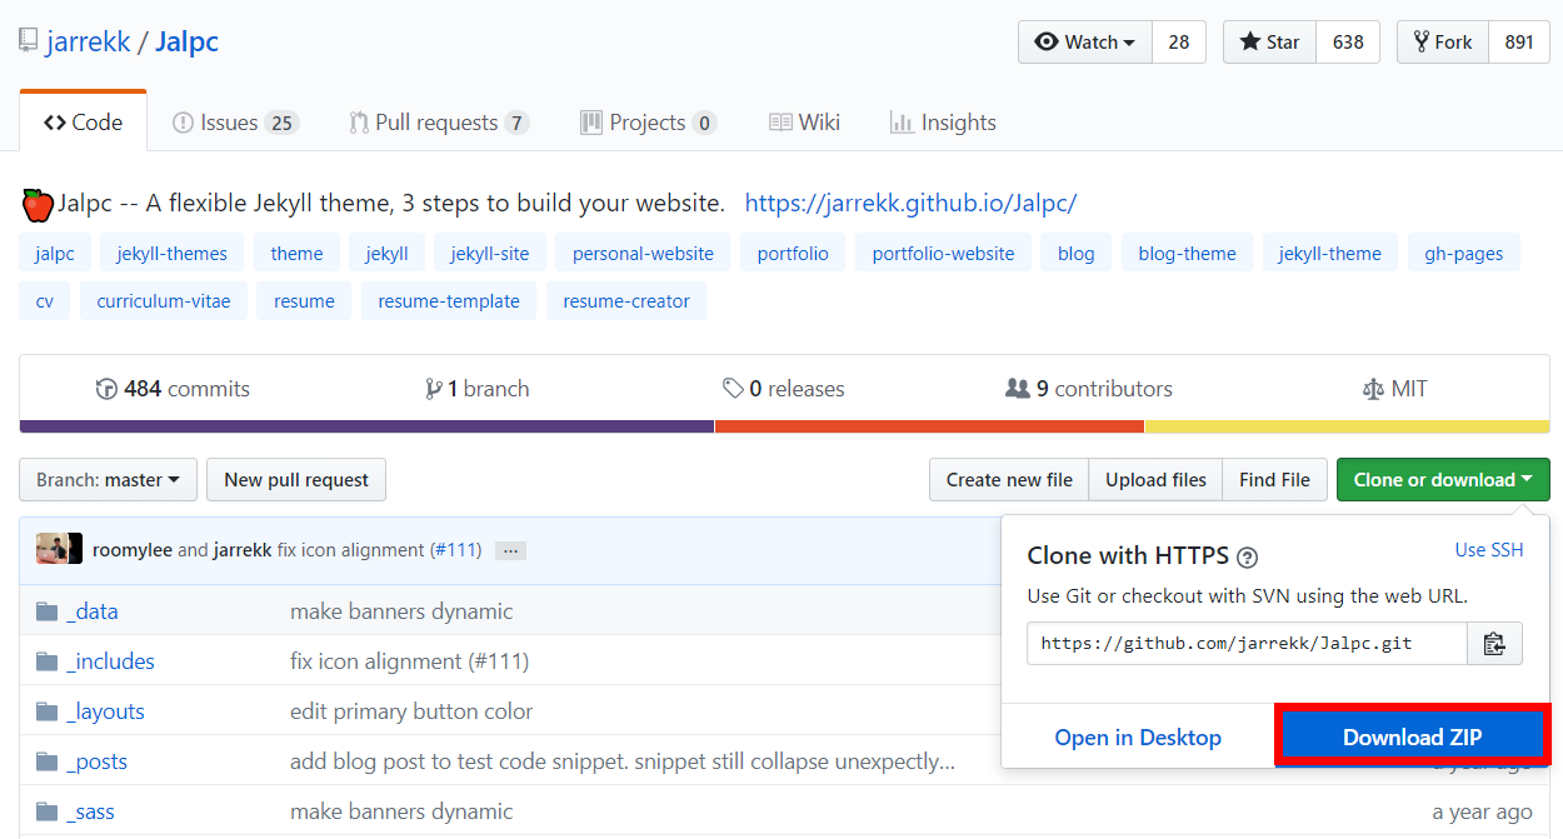 jarrekk / Jalpc Watch 28 Star 638 Fork 891
Code Issues 25 Pull requests 7 Projects 0 Wiki Insights
Jalpc -- A flexible Jekyll theme, 3 steps to build your website. https://jarrekk.github.io/Jalpc/
jalpc jekyll-themes theme jekyll jekyll-site personal-website portfolio portfolio-website blog blog-theme jekyll-theme gh-pages
cv curriculum-vitae resume resume-template resume-creator
484 commits 1 branch 0 releases 9 contributors MIT
Branch: master New pull request Create new file Upload files Find File Clone or download
roomylee and jarrekk fix icon alignment (#111) ...
Clone with HTTPS ? Use SSH
Use Git or checkout with SVN using the web URL.
https://github.com/jarrekk/Jalpc.git
Open in Desktop Download ZIP
_data make banners dynamic
_includes fix icon alignment (#111)
_layouts edit primary button color
_posts add blog post to test code snippet. snippet still collapse unexpectly... a year ago
_sass make banners dynamic a year ago